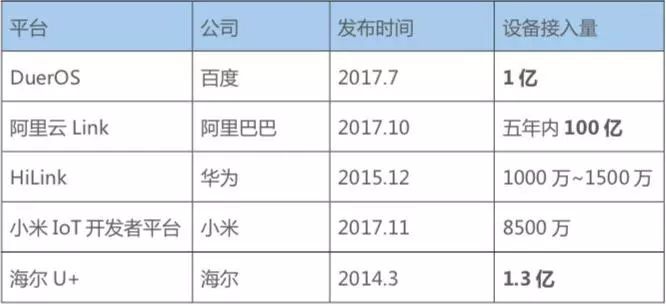 平台 公司 发布时间 设备接入量
DuerOS 百度 2017.7 1亿
阿里云 Link 阿里巴巴 2017.10 五年内 100 亿
HiLink 华为 2015.12 1000 万~1500 万
小米 IoT 开发者平台 小米 2017.11 8500 万
海尔 U+ 海尔 2014.3 1.3 亿